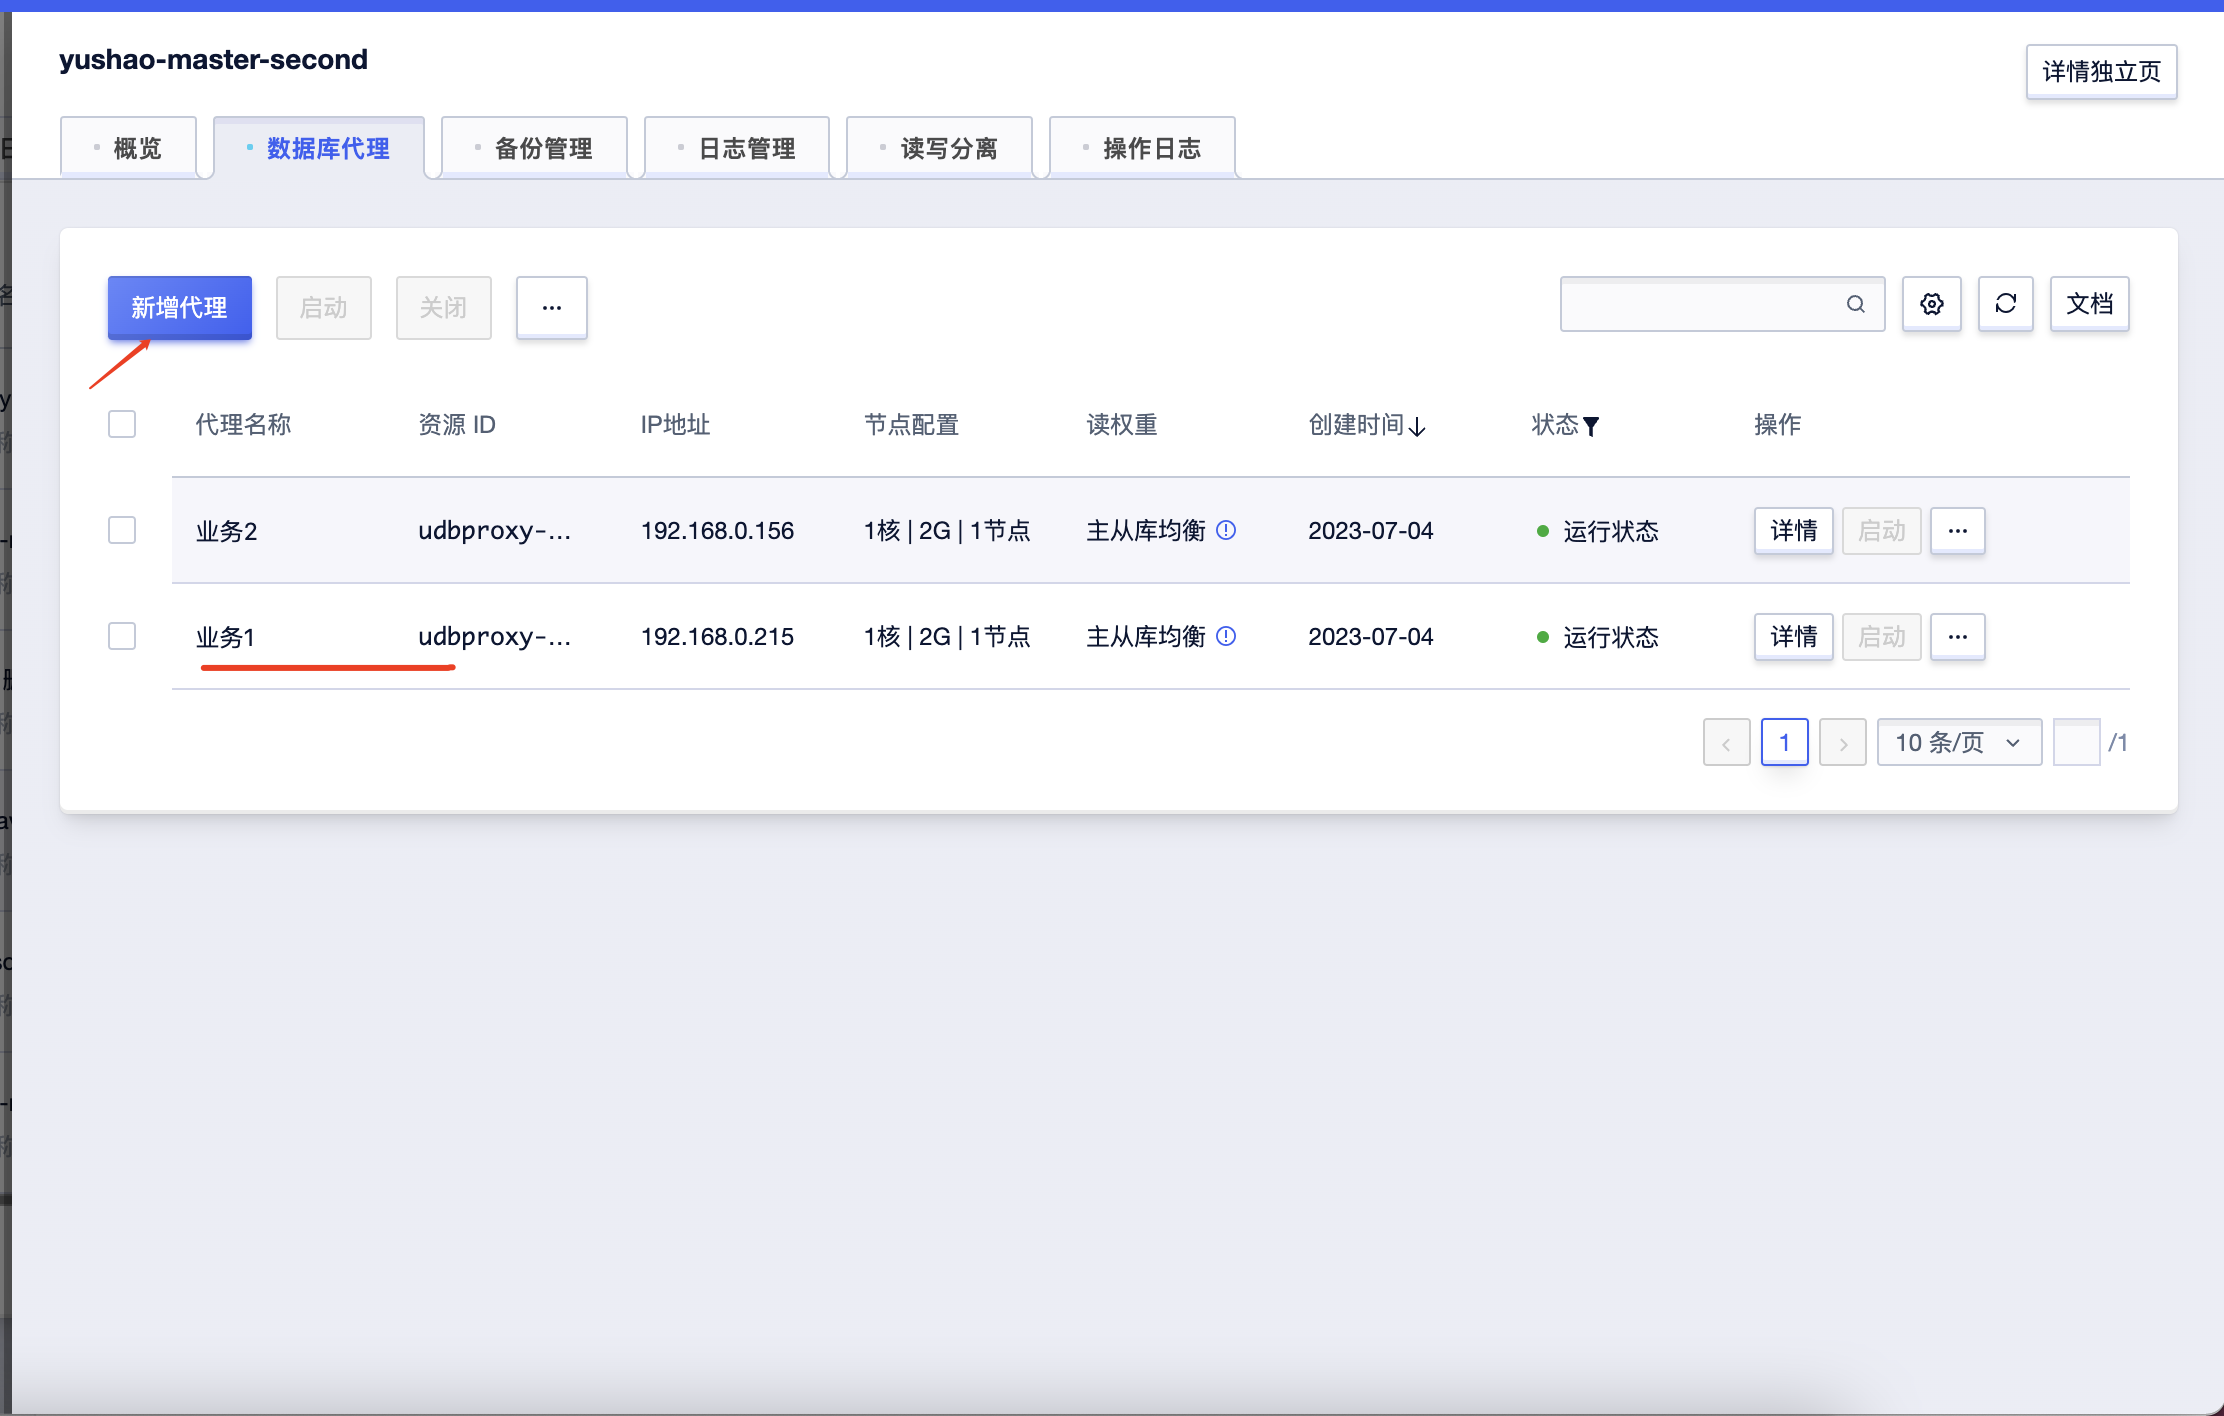 yushao-master-second
详情独立页
概览 数据库代理 备份管理 日志管理 读写分离 操作日志
新增代理 启动 关闭 ··· 文档
代理名称 资源 ID IP地址 节点配置 读权重 创建时间 状态 操作
业务2 udbproxy-... 192.168.0.156 1核 | 2G | 1节点 主从库均衡 2023-07-04 运行状态 详情 启动 ···
业务1 udbproxy-... 192.168.0.215 1核 | 2G | 1节点 主从库均衡 2023-07-04 运行状态 详情 启动 ···
1 10 条/页 /1